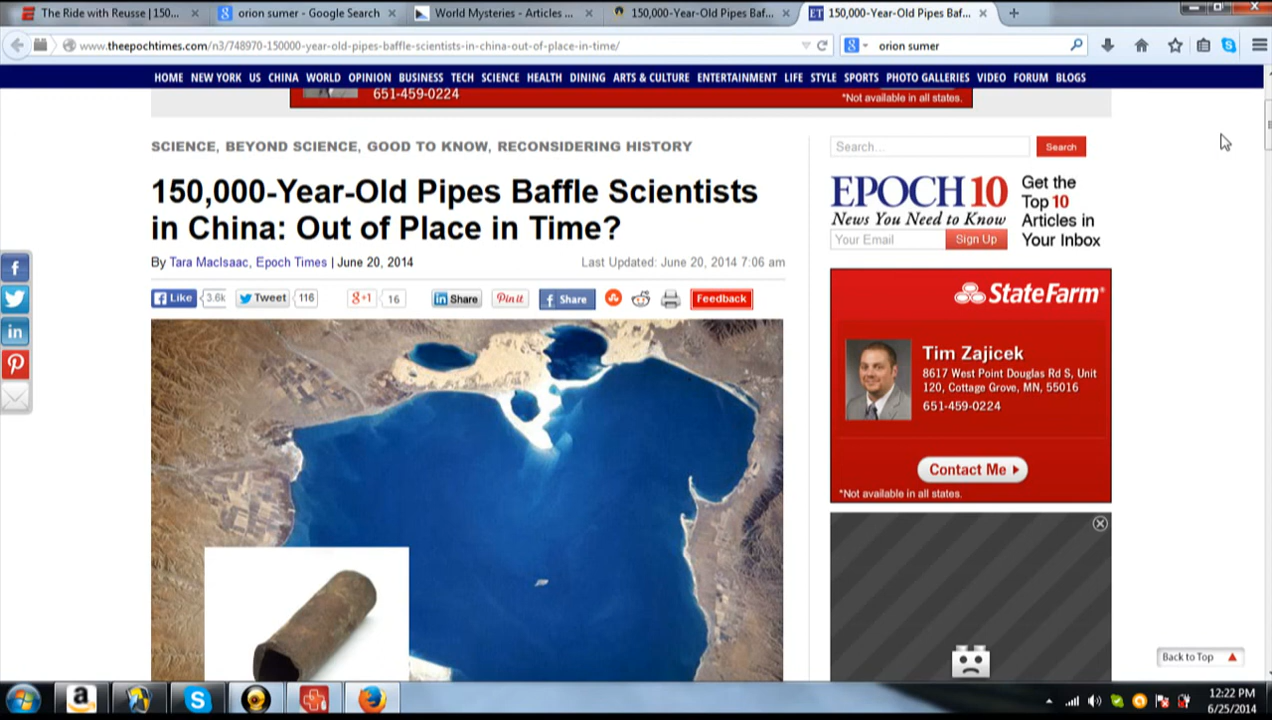 The Ride with Reusse | 150...
orion sumer - Google Search
World Mysteries - Articles ...
150,000-Year-Old Pipes Baf...
ET 150,000-Year-Old Pipes Baf...
www.theepochtimes.com/n3/748970-150000-year-old-pipes-baffle-scientists-in-china-out-of-place-in-time/
orion sumer
HOME NEW YORK US CHINA WORLD OPINION BUSINESS TECH SCIENCE HEALTH DINING ARTS & CULTURE ENTERTAINMENT LIFE STYLE SPORTS PHOTO GALLERIES VIDEO FORUM BLOGS
651-459-0224
*Not available in all states.
SCIENCE, BEYOND SCIENCE, GOOD TO KNOW, RECONSIDERING HISTORY
150,000-Year-Old Pipes Baffle Scientists
in China: Out of Place in Time?
By Tara MacIsaac, Epoch Times | June 20, 2014
Last Updated: June 20, 2014 7:06 am
Like 3.6k Tweet 116 g+1 16 in Share Pin it Share Feedback
Search...
Search
EPOCH 10
News You Need to Know
Your Email
Sign Up
Get the
Top 10
Articles in
Your Inbox
StateFarm
Tim Zajicek
8617 West Point Douglas Rd S, Unit
120, Cottage Grove, MN, 55016
651-459-0224
Contact Me
*Not available in all states.
Back to Top
12:22 PM
6/25/2014